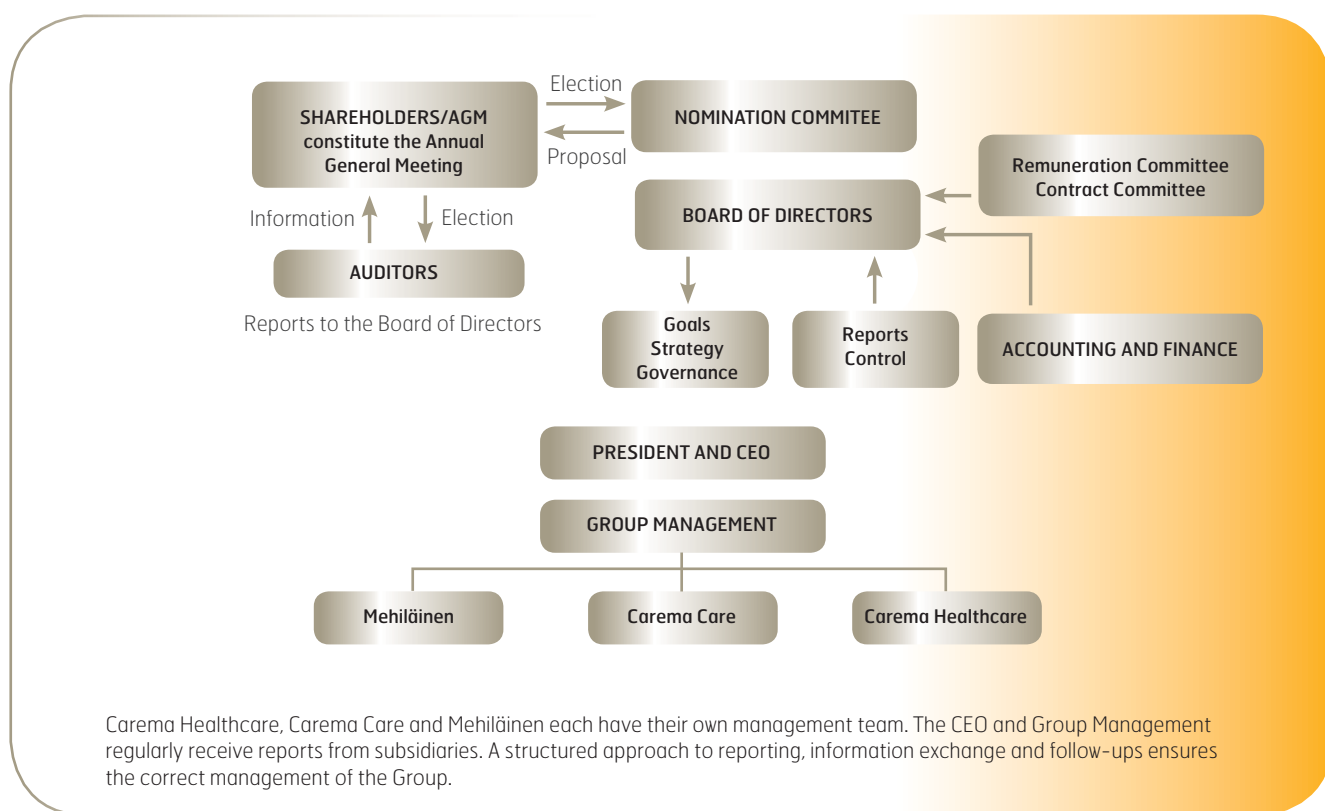 Election
SHAREHOLDERS/AGM
constitute the Annual
General Meeting
NOMINATION COMMITEE
Proposal
Remuneration Committee
Contract Committee
BOARD OF DIRECTORS
Information
Election
AUDITORS
Reports to the Board of Directors
Goals
Strategy
Governance
Reports
Control
ACCOUNTING AND FINANCE
PRESIDENT AND CEO
GROUP MANAGEMENT
Mehiläinen
Carema Care
Carema Healthcare
Carema Healthcare, Carema Care and Mehiläinen each have their own management team. The CEO and Group Management
regularly receive reports from subsidiaries. A structured approach to reporting, information exchange and follow-ups ensures
the correct management of the Group.